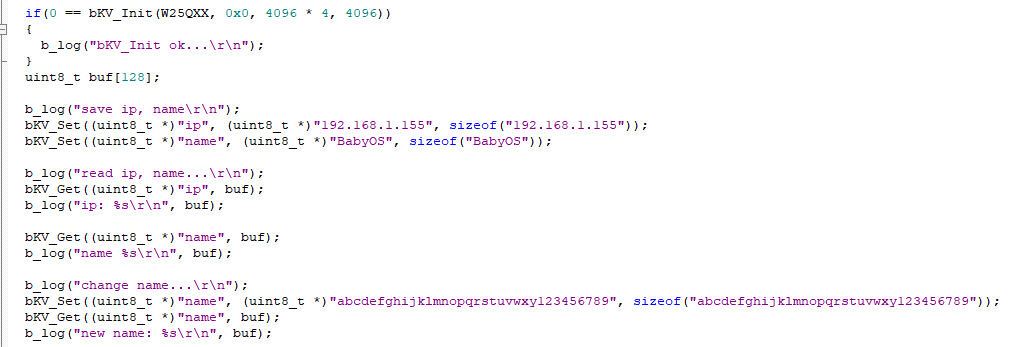 if(0 == bKV_Init(W25QXX, 0x0, 4096 * 4, 4096))
{
b_log("bKV_Init ok...\r\n");
}
uint8_t buf[128];
b_log("save ip, name\r\n");
bKV_Set((uint8_t *)"ip", (uint8_t *)"192.168.1.155", sizeof("192.168.1.155"));
bKV_Set((uint8_t *)"name", (uint8_t *)"BabyOS", sizeof("BabyOS"));
b_log("read ip, name...\r\n");
bKV_Get((uint8_t *)"ip", buf);
b_log("ip: %s\r\n", buf);
bKV_Get((uint8_t *)"name", buf);
b_log("name %s\r\n", buf);
b_log("change name...\r\n");
bKV_Set((uint8_t *)"name", (uint8_t *)"abcdefghijklmnopqrstuvwxy123456789", sizeof("abcdefghijklmnopqrstuvwxy123456789"));
bKV_Get((uint8_t *)"name", buf);
b_log("new name: %s\r\n", buf);